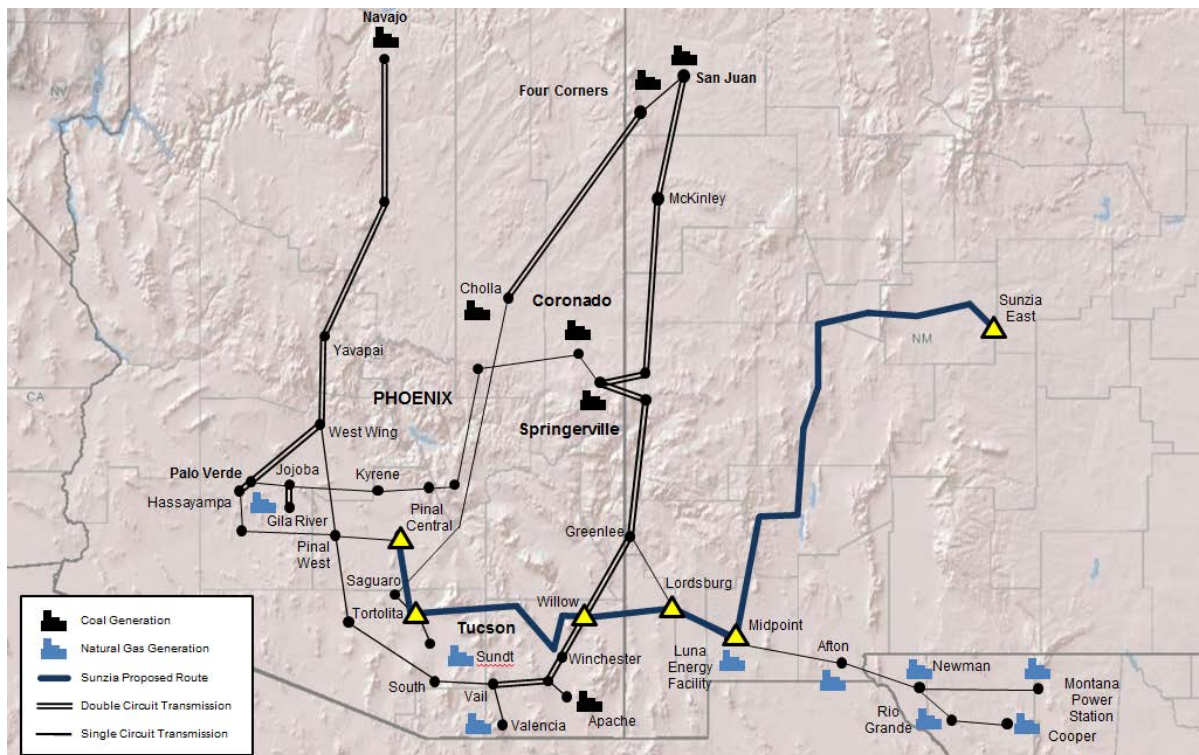 Navajo
San Juan
Four Corners
NV
McKinley
Cholla
Coronado
Sunzia
East
NM
Yavapai
CA
PHOENIX
West Wing
Springerville
Palo Verde
Jojoba
Kyrene
Hassayampa
Gila River
Pinal
Central
Pinal
West
Greenlee
Saguaro
Lordsburg
Tortolita
Willow
Tucson
Midpoint
Sundt
Winchester
Luna
Energy
Facility
Afton
Newman
South
Vail
Apache
Valencia
Rio
Grande
Montana
Power
Station
Cooper
Coal Generation
Natural Gas Generation
Sunzia Proposed Route
Double Circuit Transmission
Single Circuit Transmission